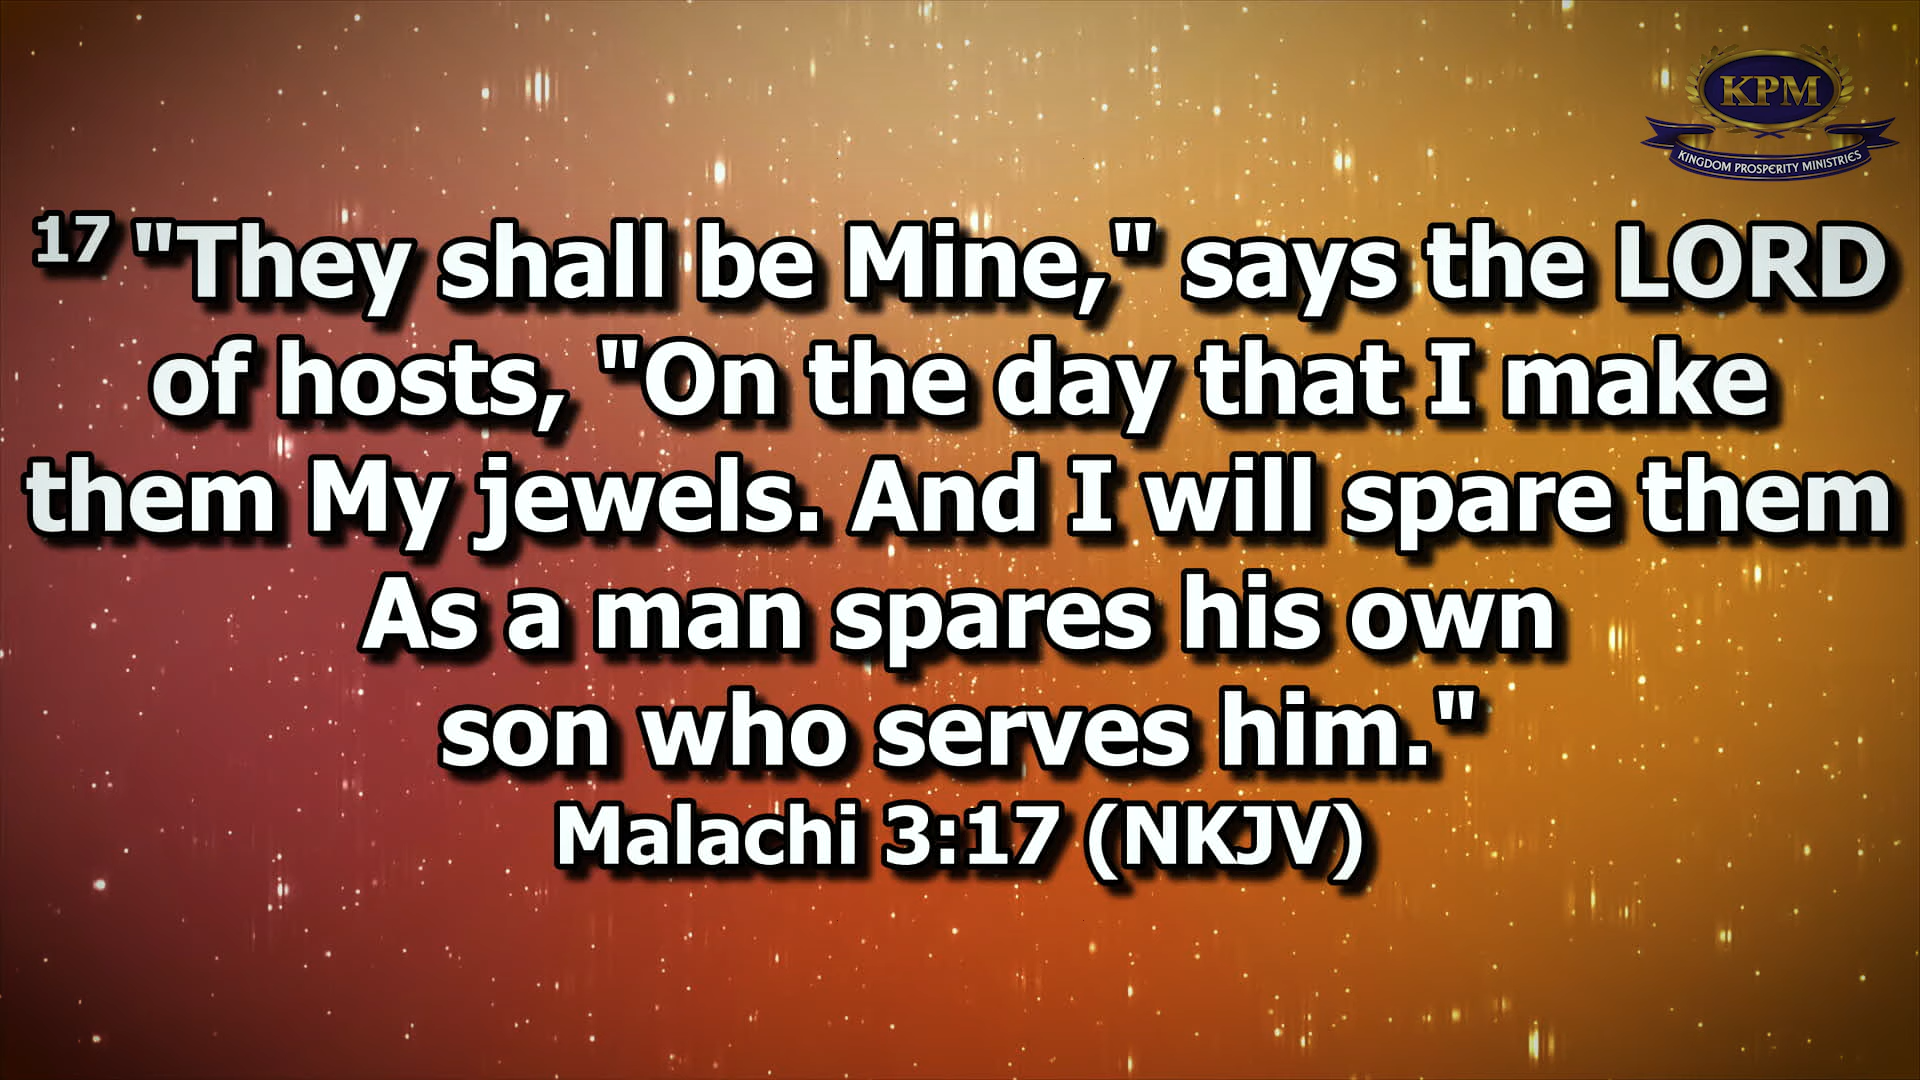 KPM
KINGDOM PROSPERITY MINISTRIES
17 "They shall be Mine," says the LORD
of hosts, "On the day that I make
them My jewels. And I will spare them
As a man spares his own
son who serves him."
Malachi 3:17 (NKJV)